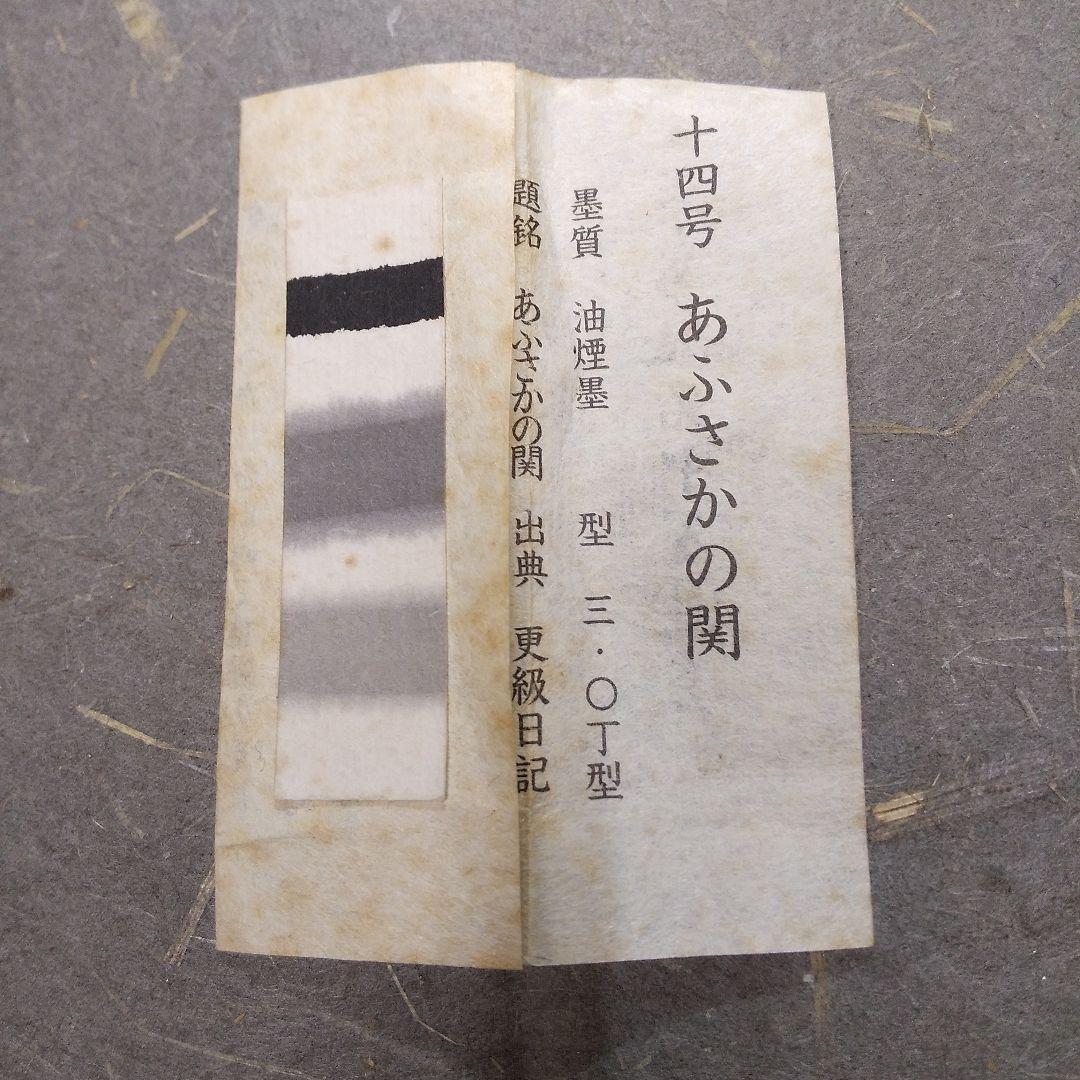 十四号 あふさかの関
墨質 油煙墨 型 三・〇丁型
題銘 あふさかの関 出典 更級日記